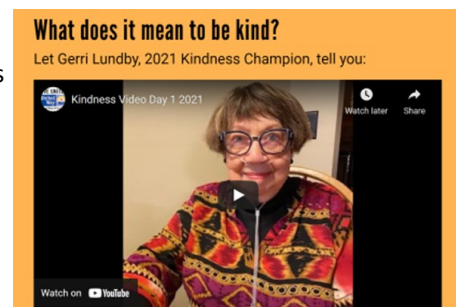 What does it mean to be kind?
Let Gerri Lundby, 2021 Kindness Champion, tell you:
s
Kindness Video Day 1 2021
Watch later
Share
Watch on YouTube